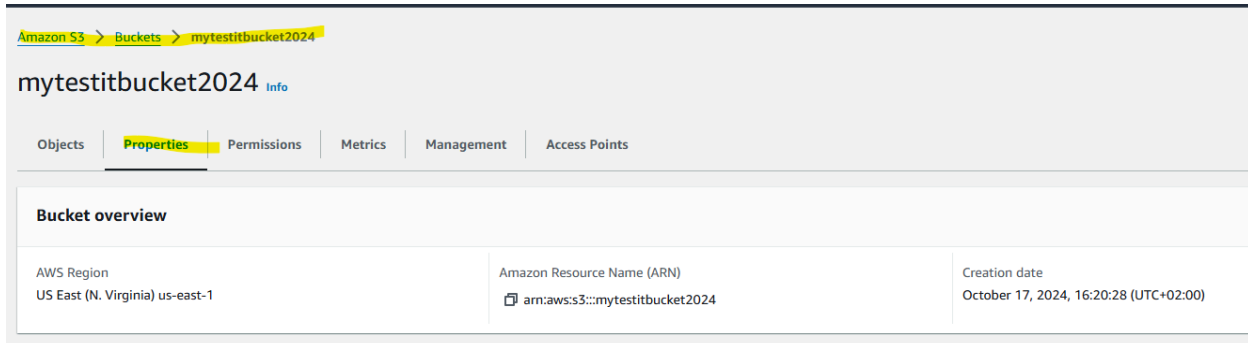 Amazon S3 > Buckets > mytestitbucket2024
mytestitbucket2024 Info
Objects Properties Permissions Metrics Management Access Points
Bucket overview
AWS Region Amazon Resource Name (ARN) Creation date
US East (N. Virginia) us-east-1 arn:aws:s3:::mytestitbucket2024 October 17, 2024, 16:20:28 (UTC+02:00)